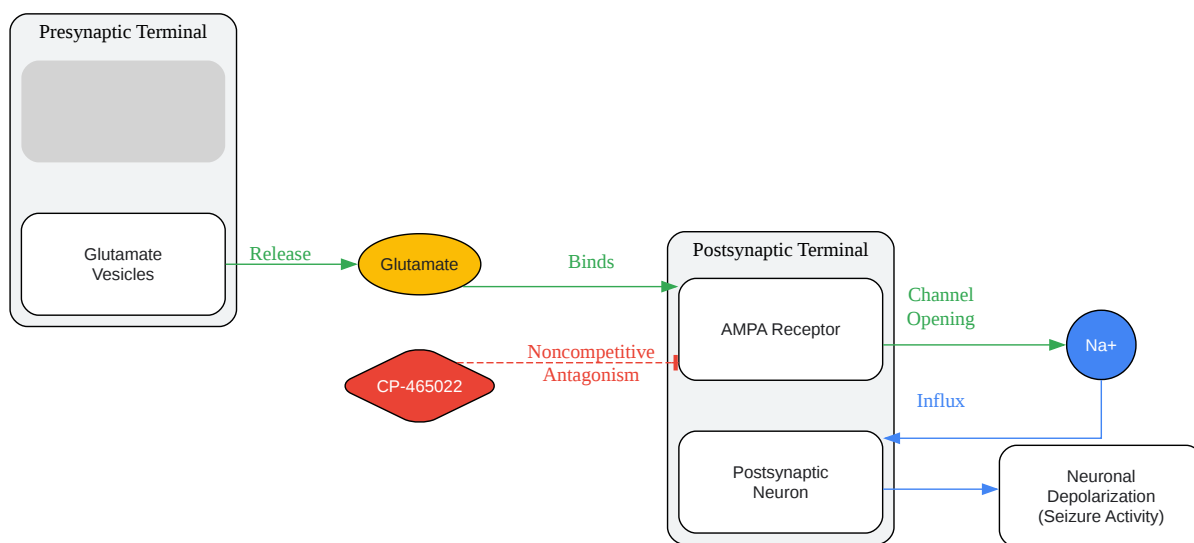 Presynaptic Terminal
Glutamate
Vesicles
Release
Glutamate
Binds
Postsynaptic Terminal
AMPA Receptor
Channel
Opening
Na+
Noncompetitive
Antagonism
CP-465022
Influx
Postsynaptic
Neuron
Neuronal
Depolarization
(Seizure Activity)